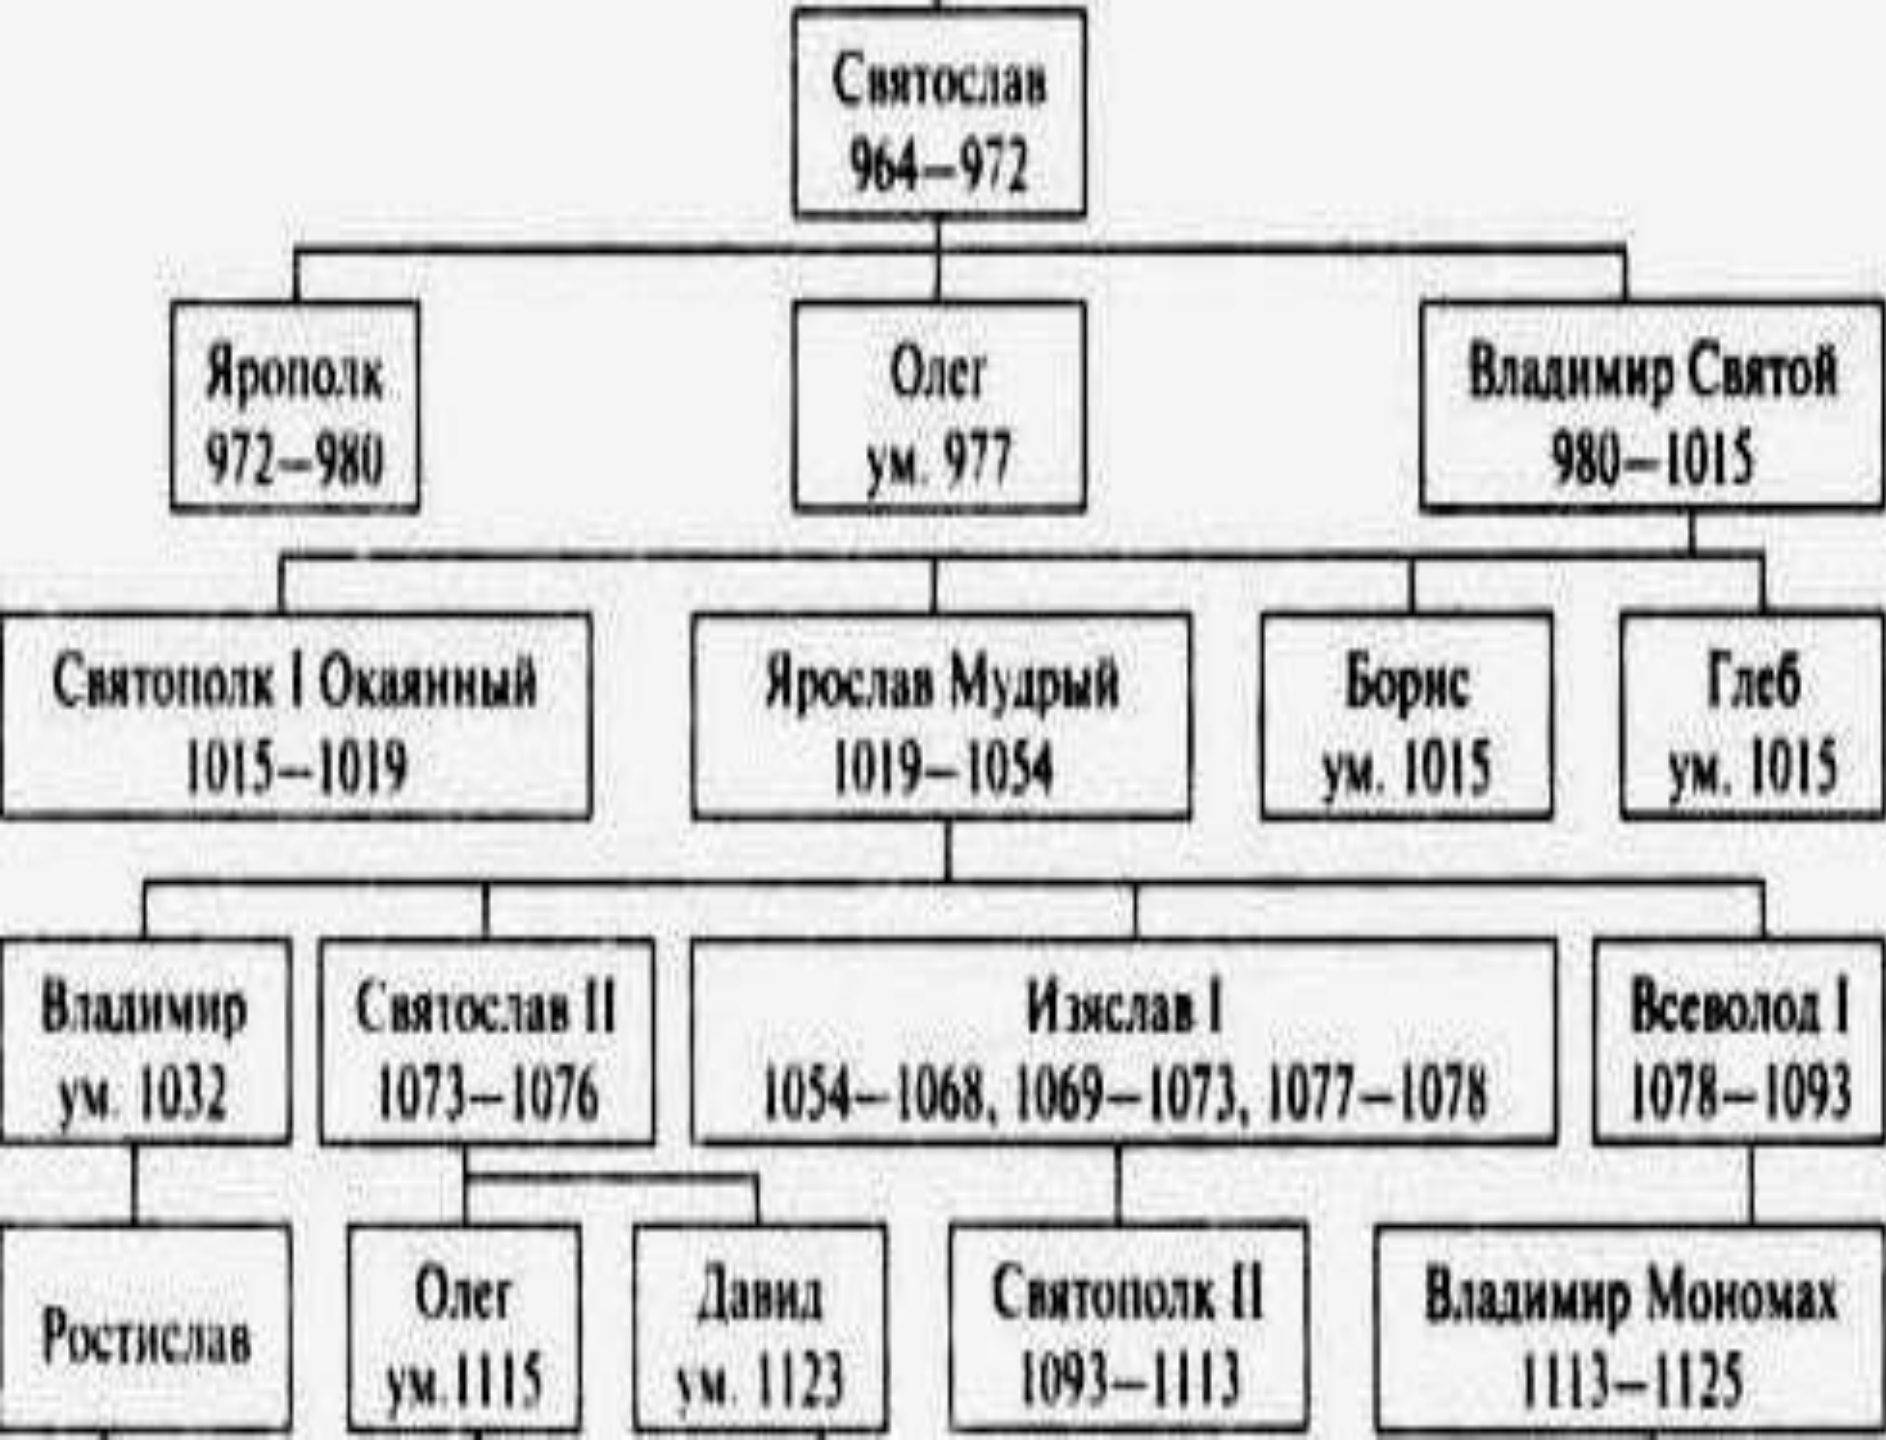 Святослав
964–972
Ярополк
972–980
Олег
ум. 977
Владимир Святой
980–1015
Святополк I Окаянный
1015–1019
Ярослав Мудрый
1019–1054
Борис
ум. 1015
Глеб
ум. 1015
Владимир
ум. 1032
Святослав II
1073–1076
Изяслав I
1054–1068, 1069–1073, 1077–1078
Всеволод I
1078–1093
Ростислав
Олег
ум.1115
Давид
ум. 1123
Святополк II
1093–1113
Владимир Мономах
1113–1125